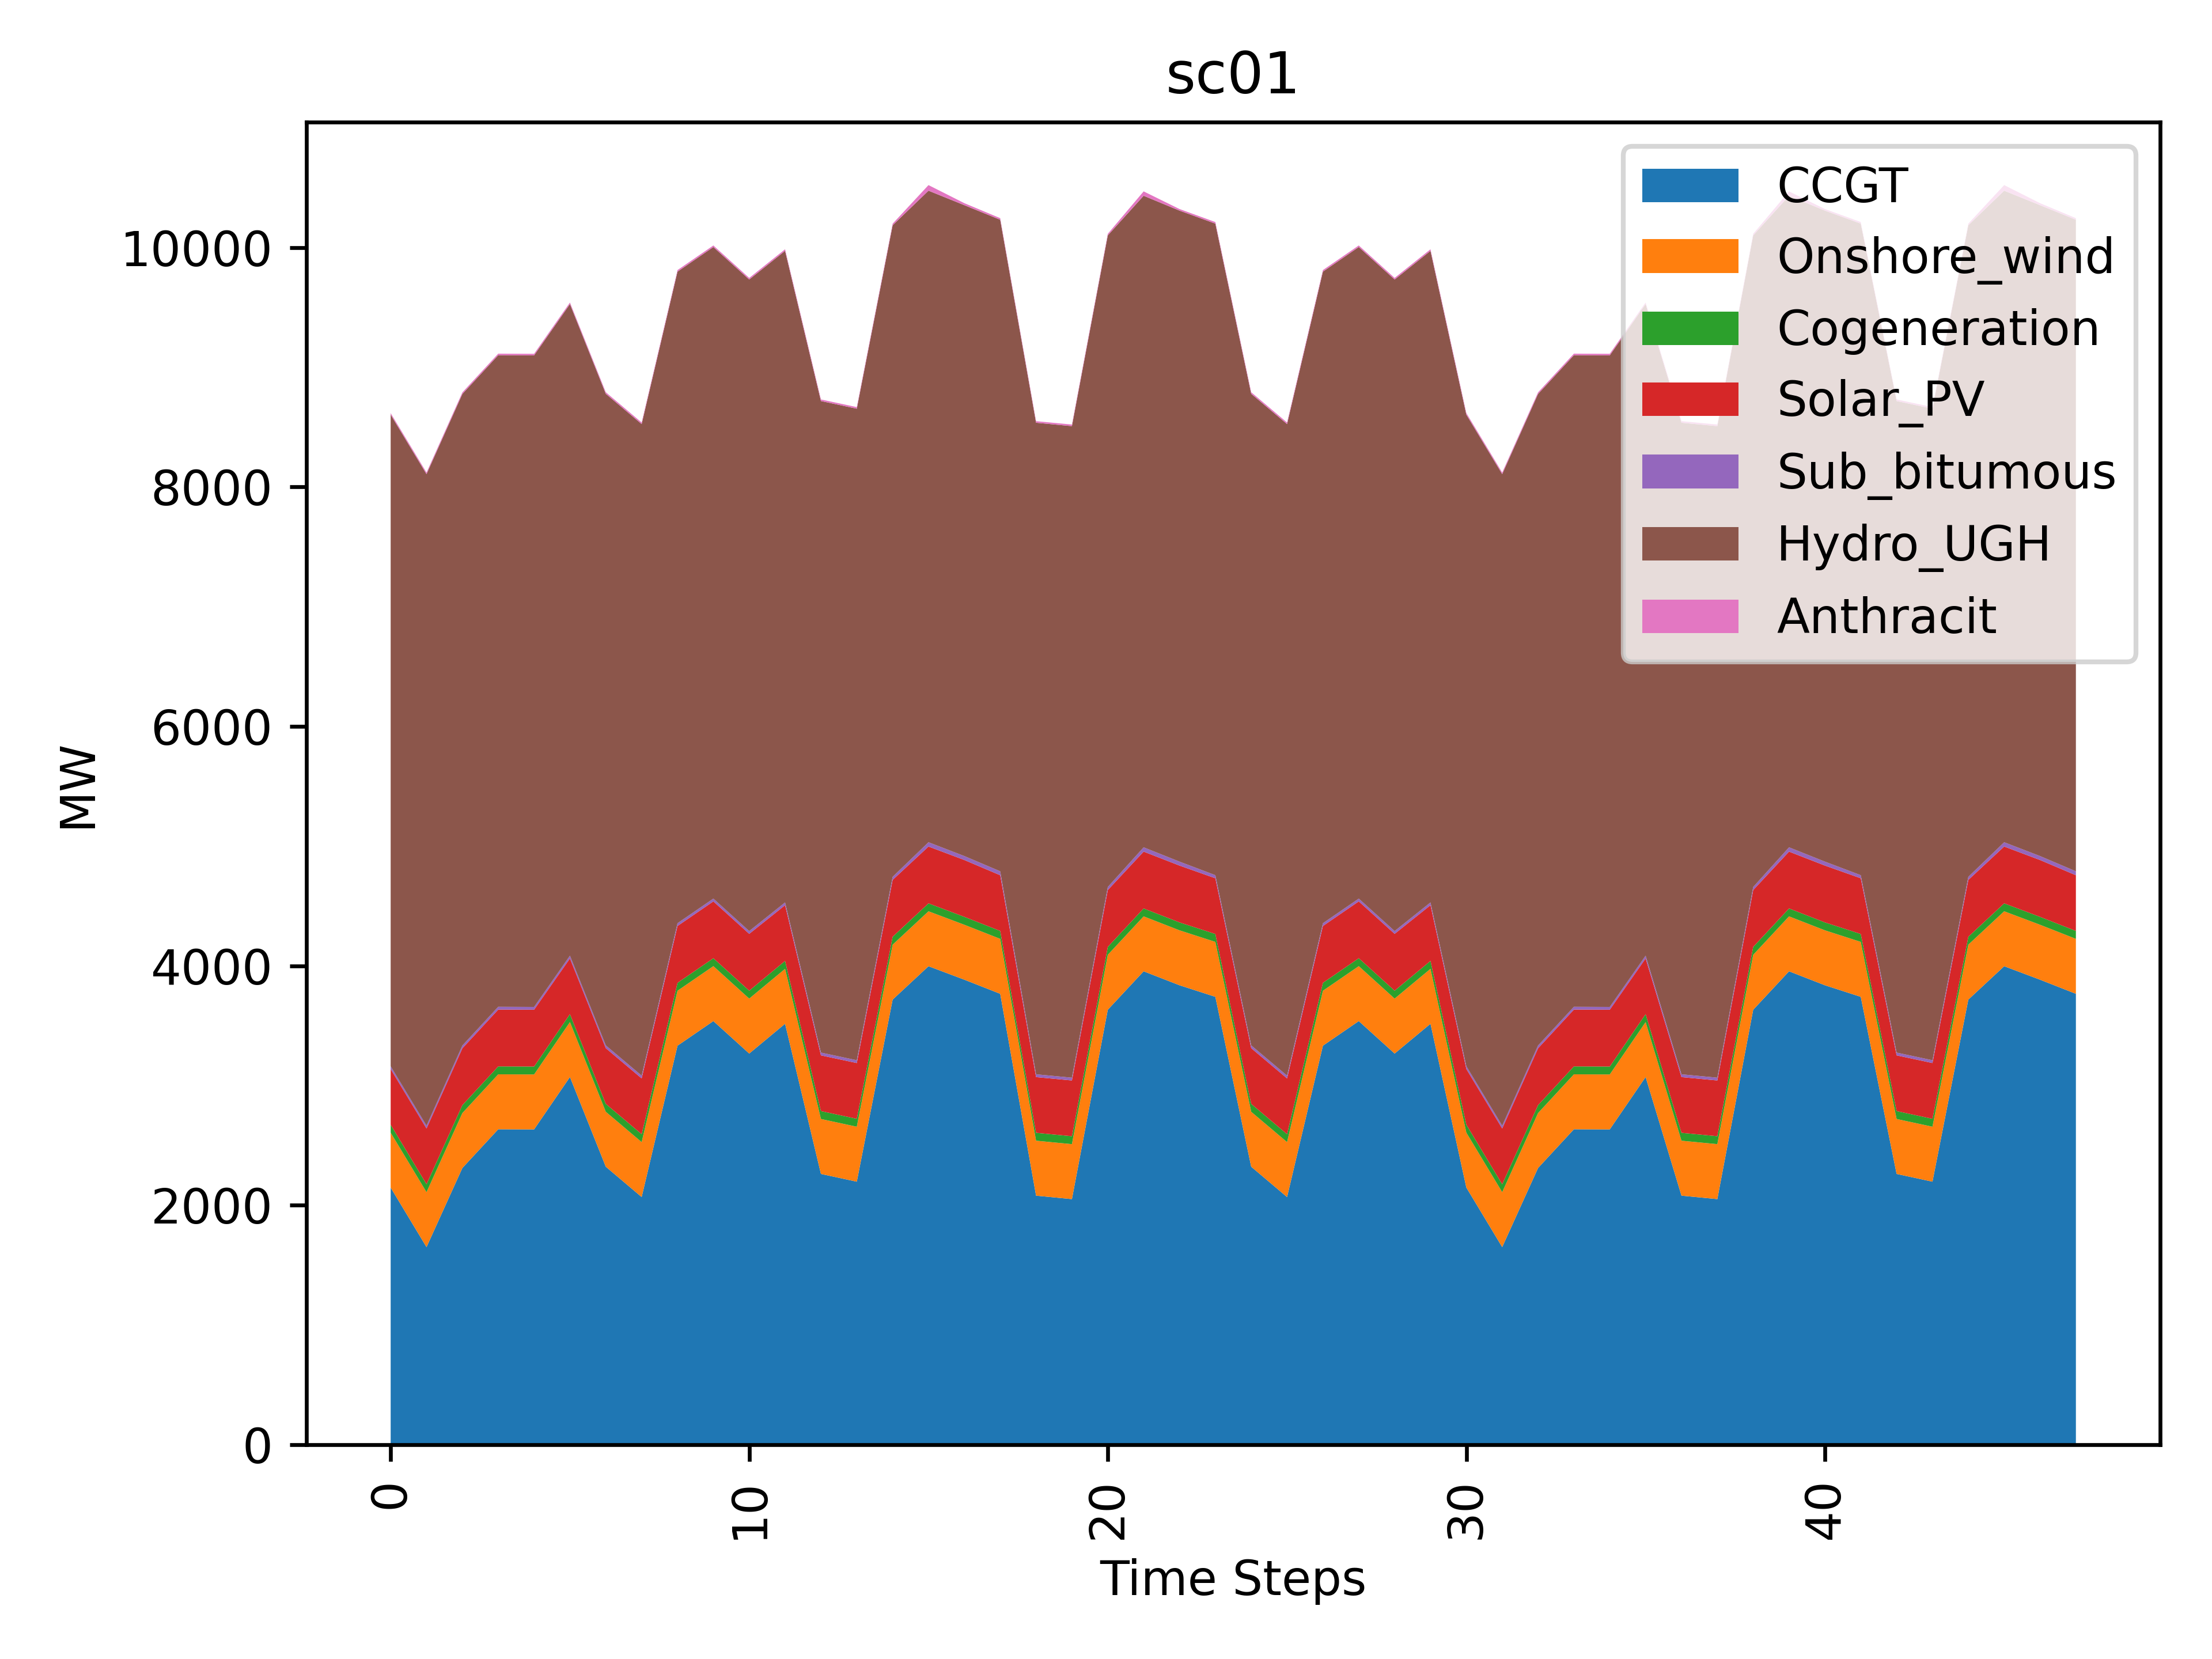 sc01
10000
8000
6000
4000
2000
0
MW
0
10
20
30
40
Time Steps
CCGT
Onshore_wind
Cogeneration
Solar_PV
Sub_bitumous
Hydro_UGH
Anthracit